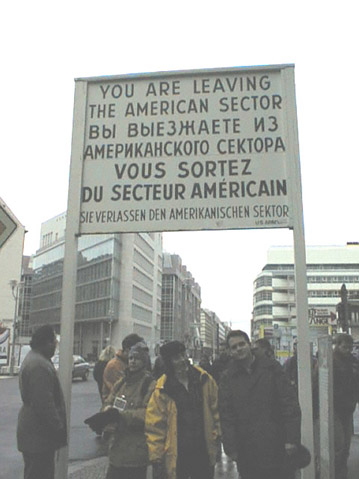 YOU ARE LEAVING
THE AMERICAN SECTOR
ВЫ ВЫЕЗЖАЕТЕ ИЗ
АМЕРИКАНСКОГО СЕКТОРА
VOUS SORTEZ
DU SECTEUR AMÉRICAIN
SIE VERLASSEN DEN AMERIKANISCHEN SEKTOR